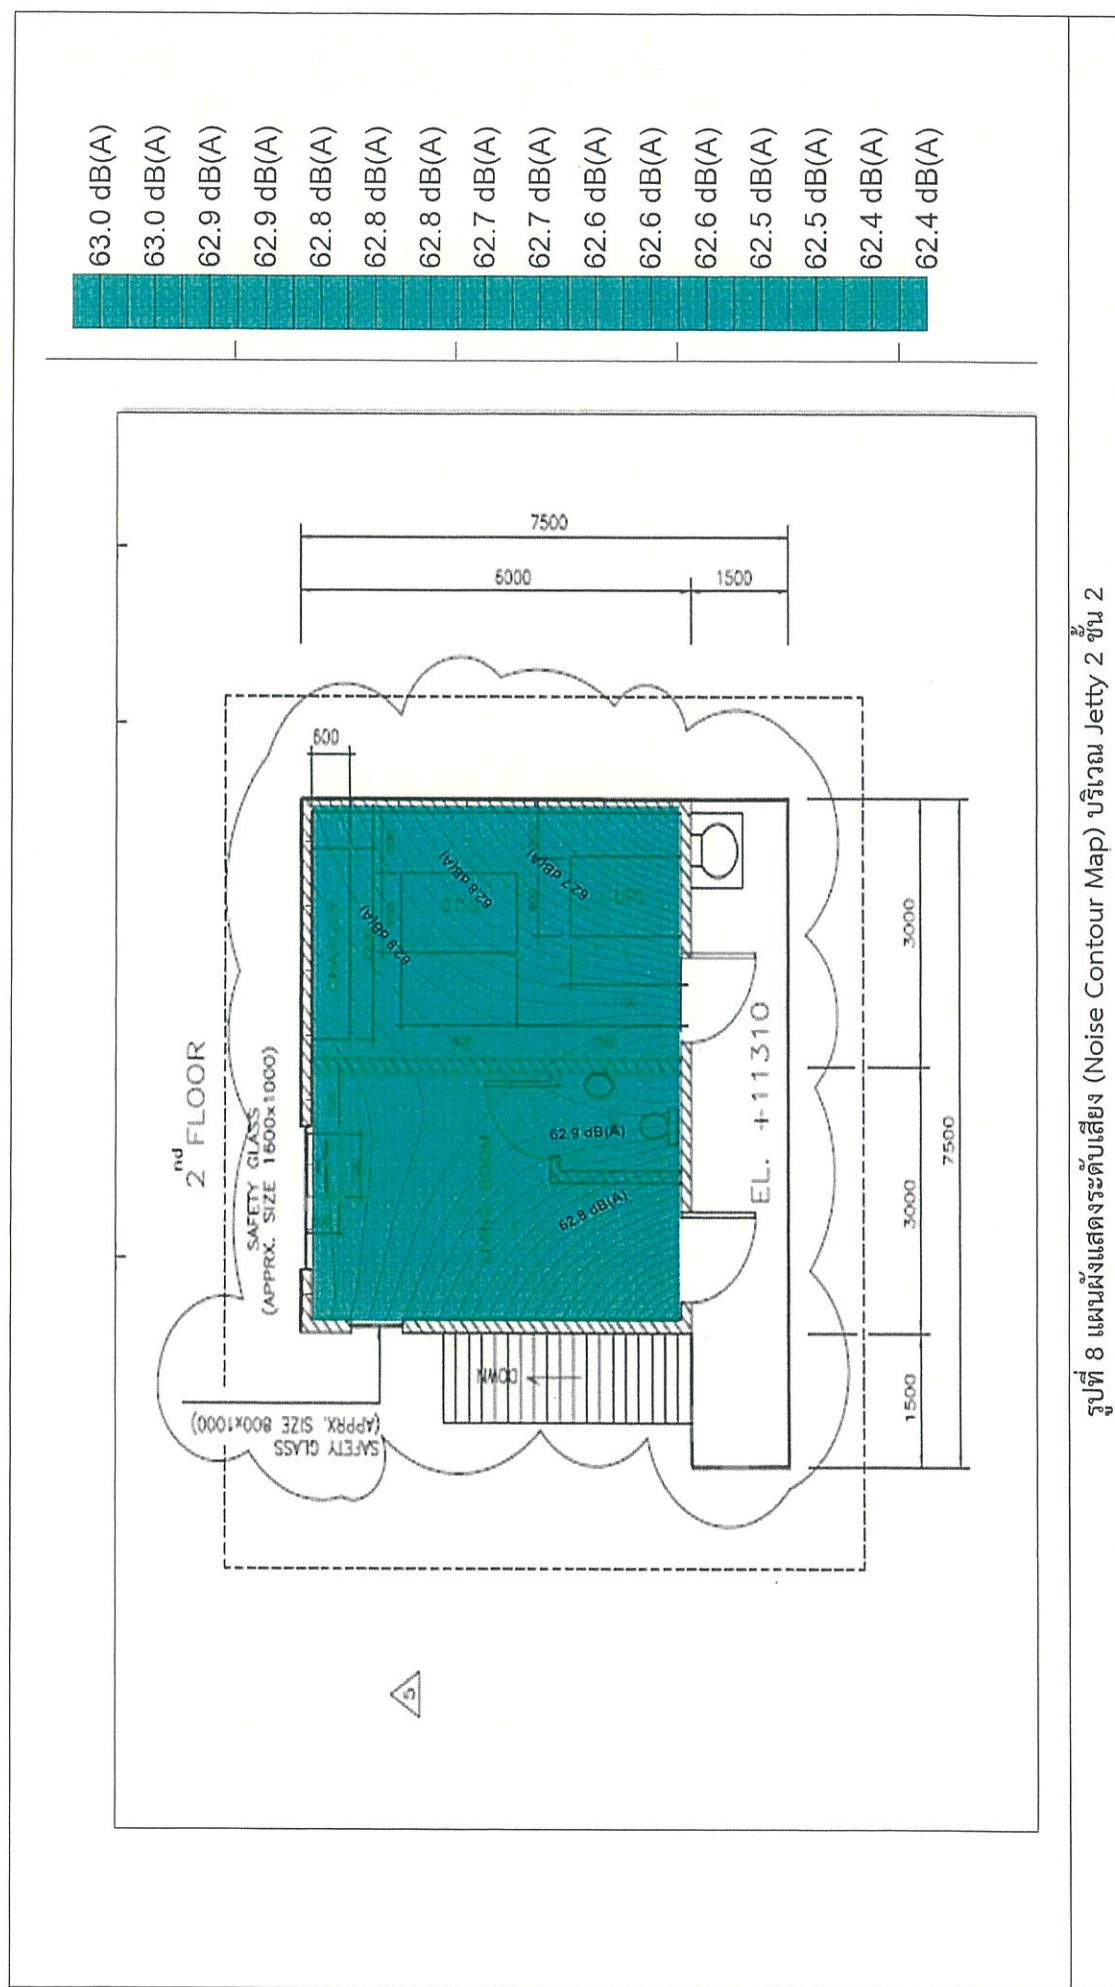 63.0 dB(A)
63.0 dB(A)
62.9 dB(A)
62.9 dB(A)
62.8 dB(A)
62.8 dB(A)
62.8 dB(A)
62.7 dB(A)
62.7 dB(A)
62.6 dB(A)
62.6 dB(A)
62.6 dB(A)
62.5 dB(A)
62.5 dB(A)
62.4 dB(A)
62.4 dB(A)
2nd FLOOR
SAFETY GLASS
(APPRX. SIZE 1600x1000)
SAFETY GLASS
(APPRX. SIZE 800x1000)
7500
6000
1500
600
62.9 dB(A)
62.8 dB(A)
62.7 dB(A)
62.9 dB(A)
62.8 dB(A)
DOWN
EL. +11310
1500
3000
3000
7500
5
รูปที่ 8 แผนผังแสดงระดับเสียง (Noise Contour Map) บริเวณ Jetty 2 ชั้น 2